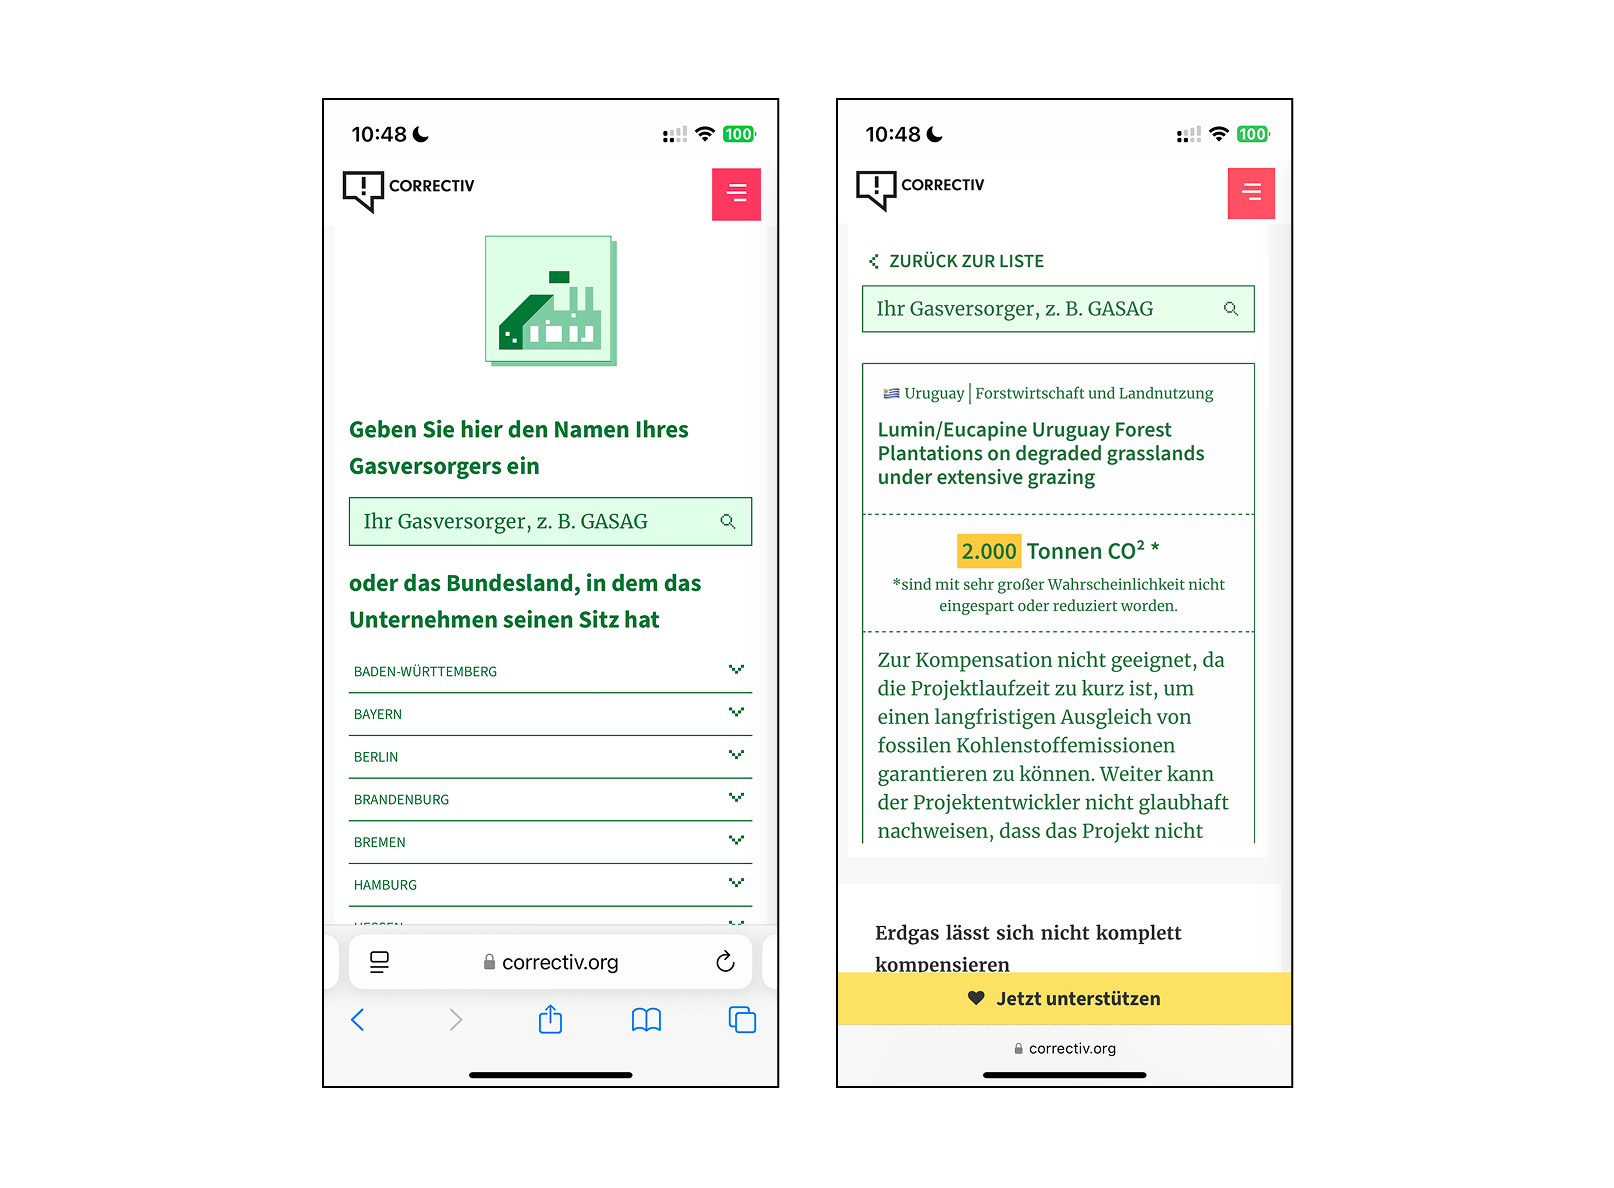 10:48
100
CORRECTIV
Geben Sie hier den Namen Ihres
Gasversorgers ein
Ihr Gasversorger, z. B. GASAG
oder das Bundesland, in dem das
Unternehmen seinen Sitz hat
BADEN-WÜRTTEMBERG
BAYERN
BERLIN
BRANDENBURG
BREMEN
HAMBURG
HESSEN
correctiv.org
10:48
100
CORRECTIV
ZURÜCK ZUR LISTE
Ihr Gasversorger, z. B. GASAG
Uruguay | Forstwirtschaft und Landnutzung
Lumin/Eucapine Uruguay Forest
Plantations on degraded grasslands
under extensive grazing
2.000 Tonnen CO² *
*sind mit sehr großer Wahrscheinlichkeit nicht
eingespart oder reduziert worden.
Zur Kompensation nicht geeignet, da
die Projektlaufzeit zu kurz ist, um
einen langfristigen Ausgleich von
fossilen Kohlenstoffemissionen
garantieren zu können. Weiter kann
der Projektentwickler nicht glaubhaft
nachweisen, dass das Projekt nicht
Erdgas lässt sich nicht komplett
kompensieren
Jetzt unterstützen
correctiv.org